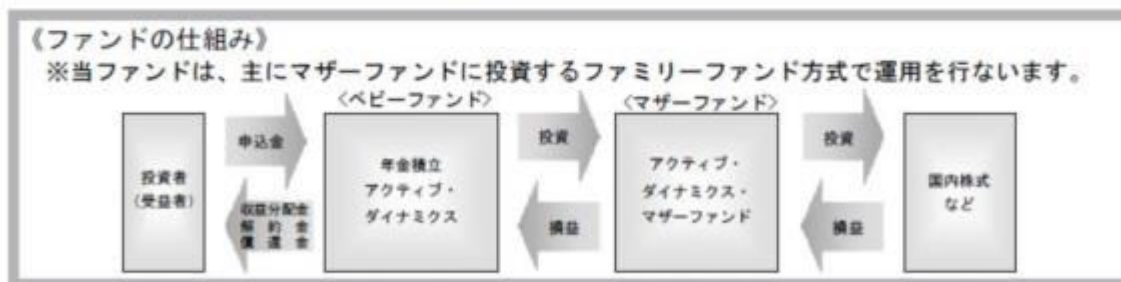 《ファンドの仕組み》
※当ファンドは、主にマザーファンドに投資するファミリーファンド方式で運用を行ないます。
〈ベビーファンド〉
〈マザーファンド〉
投資者
(受益者)
申込金
収益分配金
解約金
償還金
年金積立
アクティブ・
ダイナミクス
投資
損益
アクティブ・
ダイナミクス・
マザーファンド
投資
損益
国内株式
など